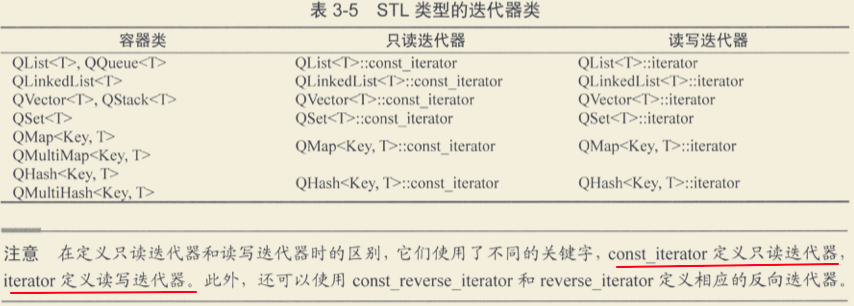 表 3-5 STL 类型的迭代器类
容器类 只读迭代器 读写迭代器
QList<T>, QQueue<T> QList<T>::const_iterator QList<T>::iterator
QLinkedList<T> QLinkedList<T>::const_iterator QLinkedList<T>::iterator
QVector<T>, QStack<T> QVector<T>::const_iterator QVector<T>::iterator
QSet<T> QSet<T>::const_iterator QSet<T>::iterator
QMap<Key, T>
QMultiMap<Key, T> QMap<Key, T>::const_iterator QMap<Key, T>::iterator
QHash<Key, T>
QMultiHash<Key, T> QHash<Key, T>::const_iterator QHash<Key, T>::iterator
注意 在定义只读迭代器和读写迭代器时的区别，它们使用了不同的关键字，const_iterator 定义只读迭代器，
iterator 定义读写迭代器。此外，还可以使用 const_reverse_iterator 和 reverse_iterator 定义相应的反向迭代器。